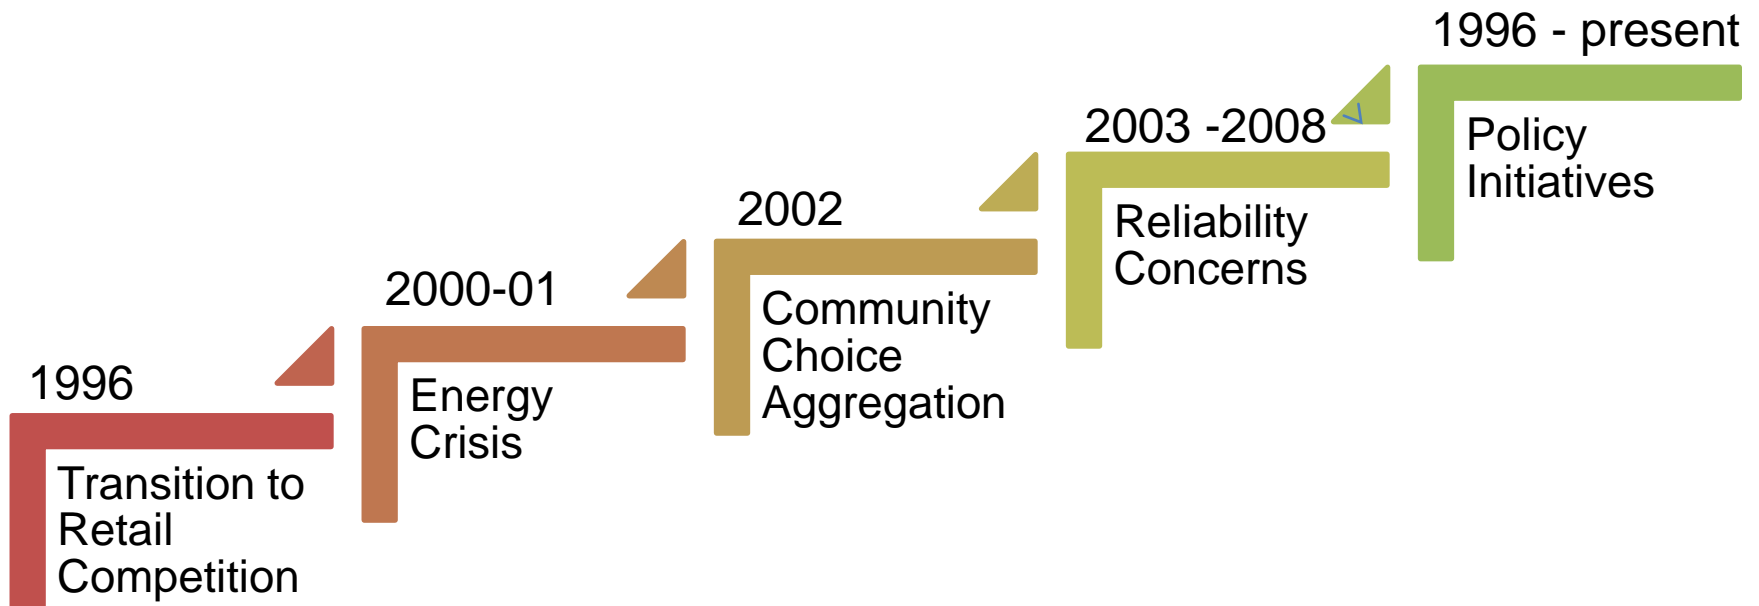 1996
Transition to
Retail
Competition
2000-01
Energy
Crisis
2002
Community
Choice
Aggregation
2003 -2008
Reliability
Concerns
1996 - present
Policy
Initiatives